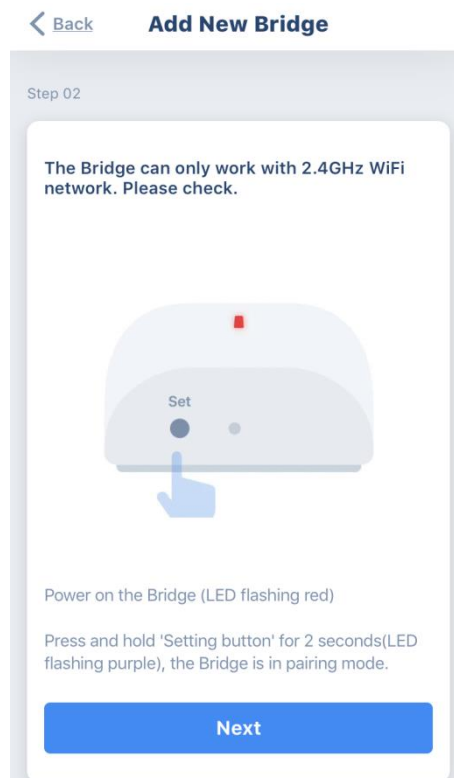 Back
Add New Bridge
Step 02
The Bridge can only work with 2.4GHz WiFi
network. Please check.
Set
Power on the Bridge (LED flashing red)
Press and hold 'Setting button' for 2 seconds(LED
flashing purple), the Bridge is in pairing mode.
Next